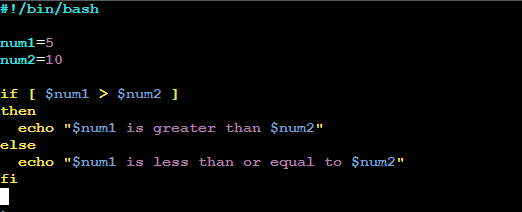 #!/bin/bash
num1=5
num2=10
if [ $num1 > $num2 ]
then
  echo "$num1 is greater than $num2"
else
  echo "$num1 is less than or equal to $num2"
fi